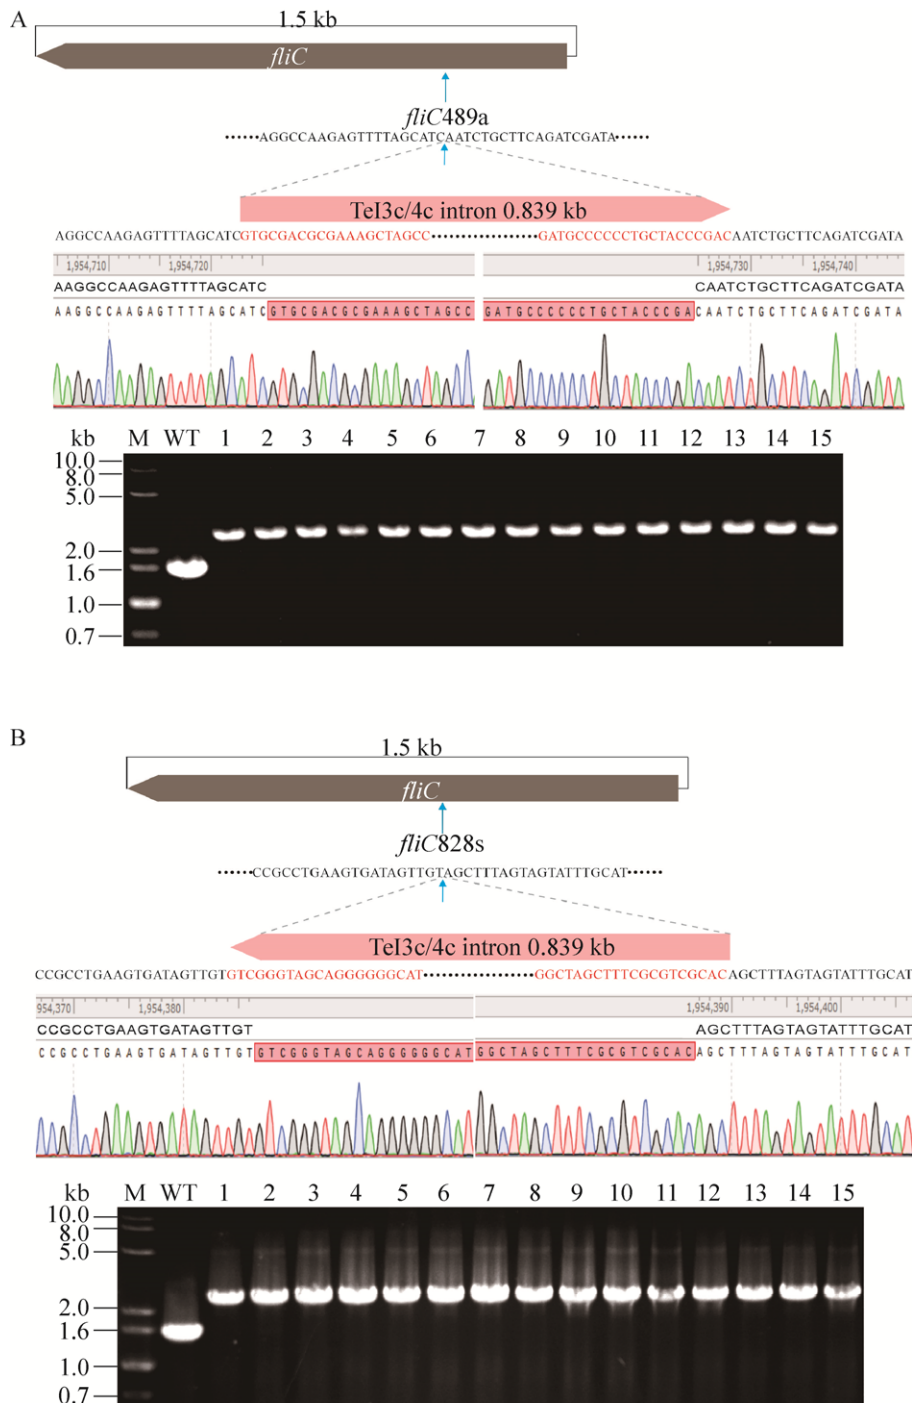 A
1.5 kb
fliC
fliC489a
······AGGCCAAGAGTTTTAGCATCAATCTGCTTCAGATCGATA······
TeI3c/4c intron 0.839 kb
AGGCCAAGAGTTTTAGCATCGTGCGACGCGAAAGCTAGCC·················GATGCCCCCCTGCTACCCGACAATCTGCTTCAGATCGATA
1,954,710 1,954,720 1,954,730 1,954,740
AAGGCCAAGAGTTTTAGCATC CAATCTGCTTCAGATCGATA
AAGGCCAAGAGTTTTAGCATCGTGCGACGCGAAAGCTAGCC GATGCCCCCCTGCTACCCGACAATCTGCTTCAGATCGATA
kb M WT 1 2 3 4 5 6 7 8 9 10 11 12 13 14 15
10.0
8.0
5.0
2.0
1.6
1.0
0.7
B
1.5 kb
fliC
fliC828s
······CCGCCTGAAGTGATAGTTGTAGCTTTAGTAGTATTTGCAT······
TeI3c/4c intron 0.839 kb
CCGCCTGAAGTGATAGTTGTGTCGGGTAGCAGGGGGGCAT·················GGCTAGCTTTCGCGTCGCACAGCTTTAGTAGTATTTGCAT
954,370 1,954,380 1,954,390 1,954,400
CCGCCTGAAGTGATAGTTGT AGCTTTAGTAGTATTTGCAT
CCGCCTGAAGTGATAGTTGTGTCGGGTAGCAGGGGGGCAT GGCTAGCTTTCGCGTCGCACAGCTTTAGTAGTATTTGCAT
kb M WT 1 2 3 4 5 6 7 8 9 10 11 12 13 14 15
10.0
8.0
5.0
2.0
1.6
1.0
0.7